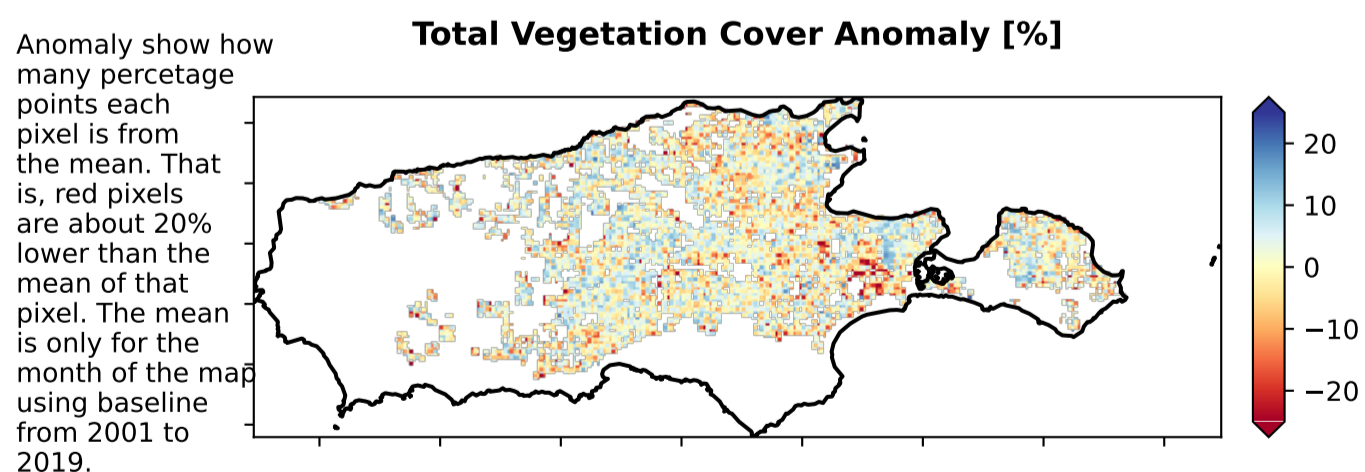 Total Vegetation Cover Anomaly [%]
Anomaly show how
many percetage
points each
pixel is from
the mean. That
is, red pixels
are about 20%
lower than the
mean of that
pixel. The mean
is only for the
month of the map
using baseline
from 2001 to
2019.
20
10
0
−10
−20